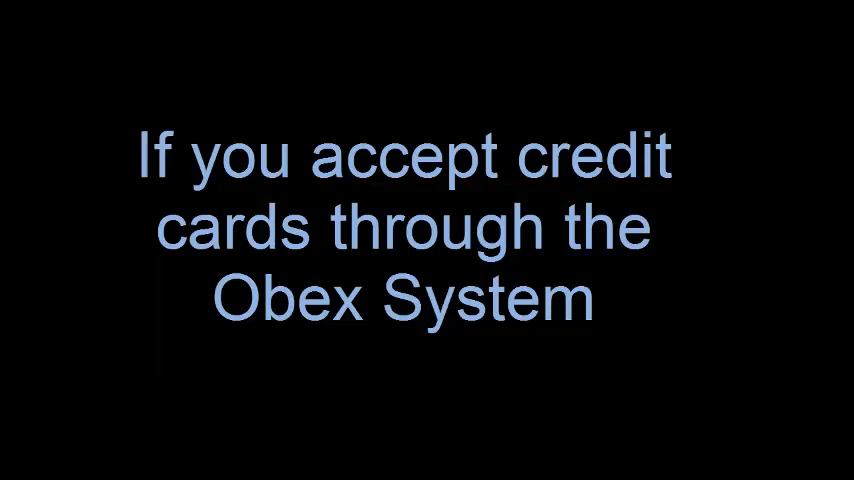 If you accept credit
cards through the
Obex System